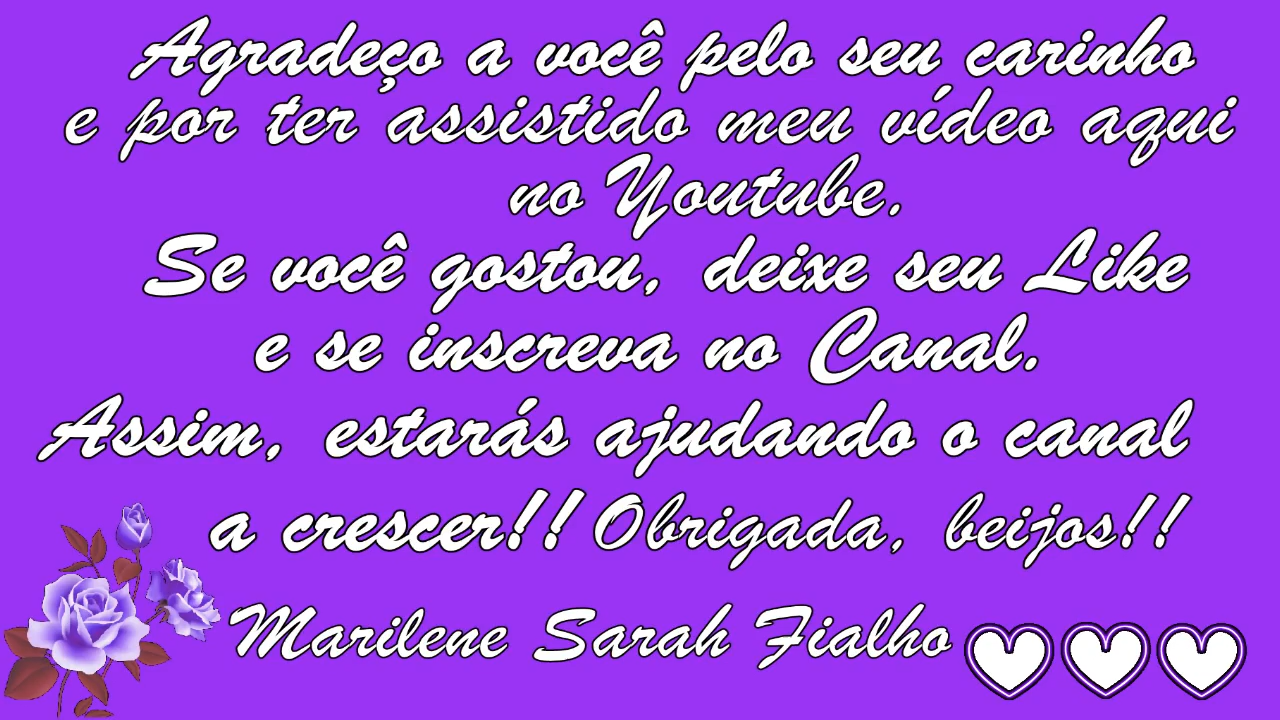 Agradeço a você pelo seu carinho
e por ter assistido meu vídeo aqui
no Youtube.
Se você gostou, deixe seu Like
e se inscreva no Canal.
Assim, estarás ajudando o canal
a crescer!! Obrigada, beijos!!
Marilene Sarah Fialho